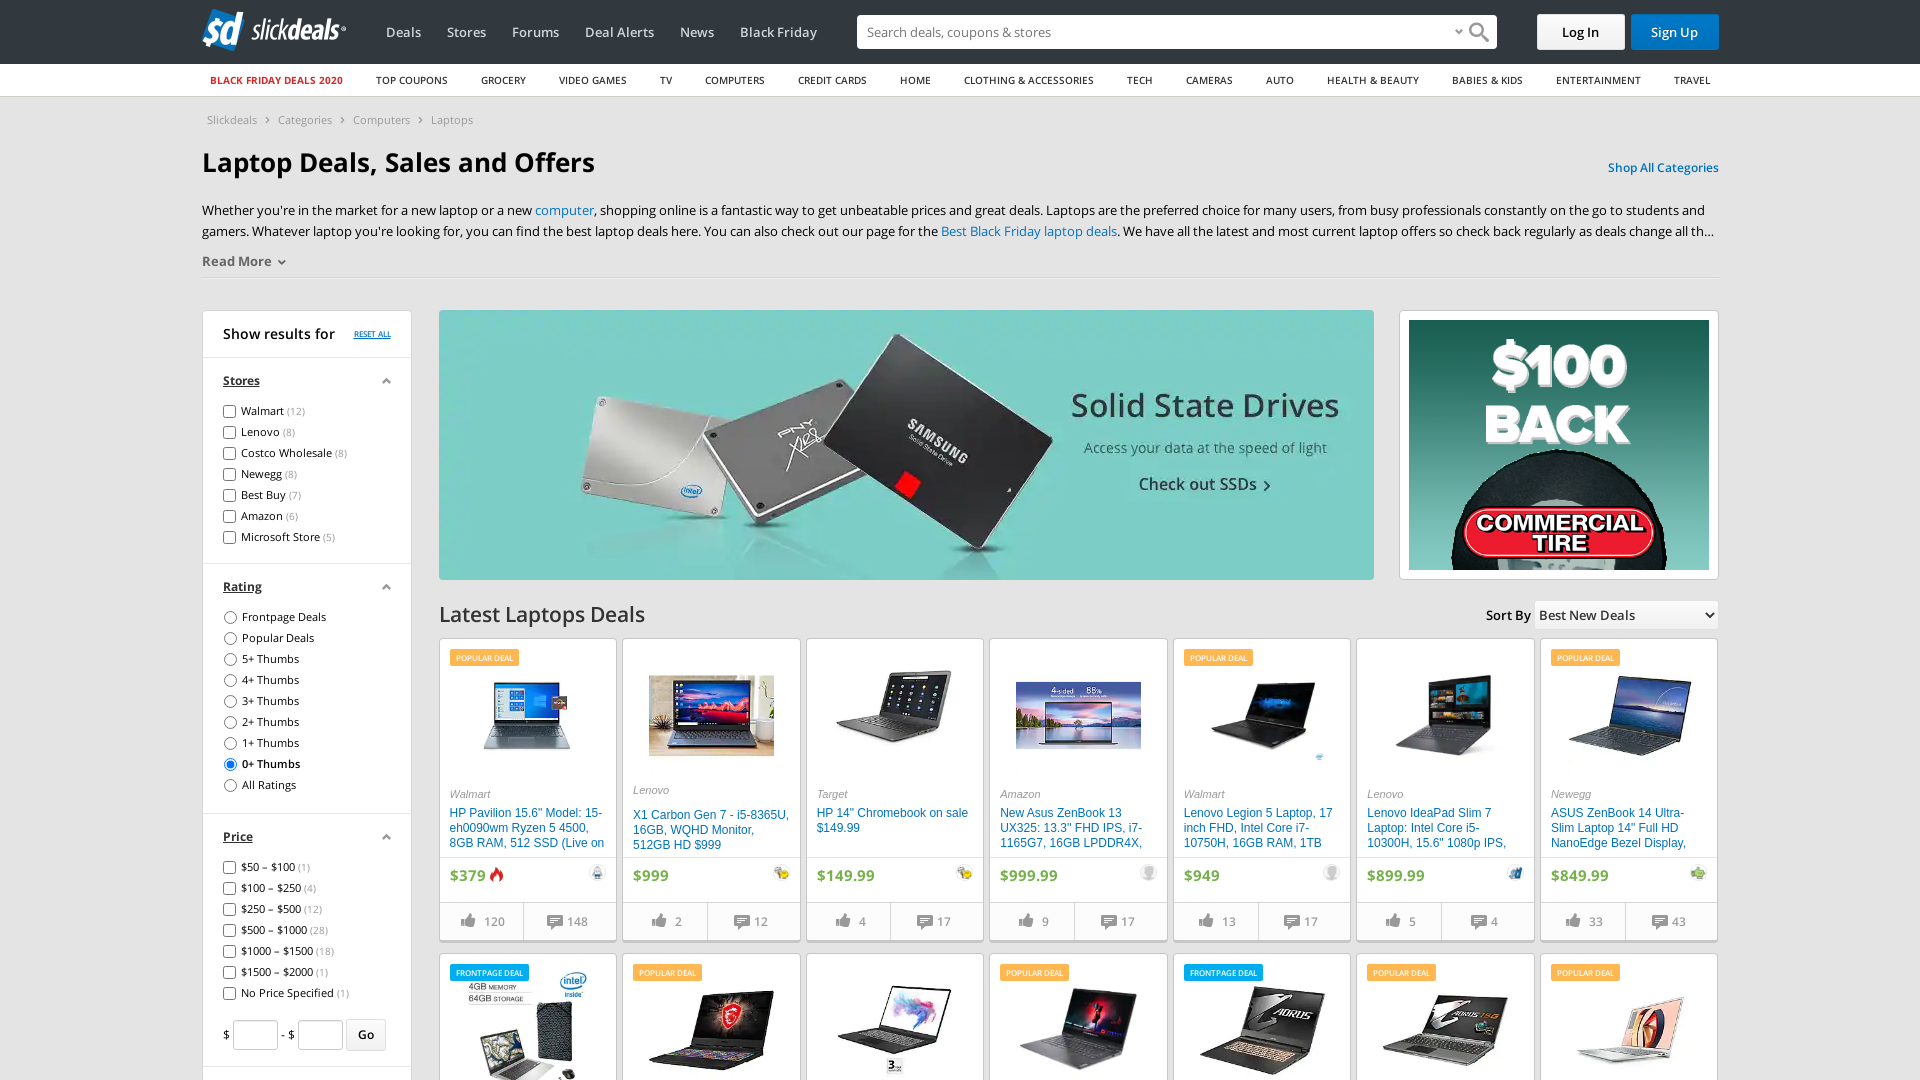 slickdeals
Deals
Stores
Forums
Deal Alerts
News
Black Friday
Search deals, coupons & stores
Log In
Sign Up
BLACK FRIDAY DEALS 2020
TOP COUPONS
GROCERY
VIDEO GAMES
TV
COMPUTERS
CREDIT CARDS
HOME
CLOTHING & ACCESSORIES
TECH
CAMERAS
AUTO
HEALTH & BEAUTY
BABIES & KIDS
ENTERTAINMENT
TRAVEL
Slickdeals > Categories > Computers > Laptops
Laptop Deals, Sales and Offers
Shop All Categories
Whether you're in the market for a new laptop or a new computer, shopping online is a fantastic way to get unbeatable prices and great deals. Laptops are the preferred choice for many users, from busy professionals constantly on the go to students and
gamers. Whatever laptop you're looking for, you can find the best laptop deals here. You can also check out our page for the Best Black Friday laptop deals. We have all the latest and most current laptop offers so check back regularly as deals change all th...
Read More
Show results for
RESET ALL
Stores
Walmart (12)
Lenovo (8)
Costco Wholesale (8)
Newegg (8)
Best Buy (7)
Amazon (6)
Microsoft Store (5)
Rating
Frontpage Deals
Popular Deals
5+ Thumbs
4+ Thumbs
3+ Thumbs
2+ Thumbs
1+ Thumbs
0+ Thumbs
All Ratings
Price
$50 – $100 (1)
$100 – $250 (4)
$250 – $500 (12)
$500 – $1000 (28)
$1000 – $1500 (18)
$1500 – $2000 (1)
No Price Specified (1)
$ - $ Go
intel
PNY
XLR8
SAMSUNG
Solid State Drive
Solid State Drives
Access your data at the speed of light
Check out SSDs
$100
BACK
COMMERCIAL
TIRE
Latest Laptops Deals
Sort By Best New Deals
POPULAR DEAL
Walmart
HP Pavilion 15.6" Model: 15-
eh0090wm Ryzen 5 4500,
8GB RAM, 512 SSD (Live on
$379
120
148
Lenovo
X1 Carbon Gen 7 - i5-8365U,
16GB, WQHD Monitor,
512GB HD $999
$999
2
12
Target
HP 14" Chromebook on sale
$149.99
$149.99
4
17
4-sided 88%
Amazon
New Asus ZenBook 13
UX325: 13.3" FHD IPS, i7-
1165G7, 16GB LPDDR4X,
$999.99
9
17
POPULAR DEAL
Walmart
Lenovo Legion 5 Laptop, 17
inch FHD, Intel Core i7-
10750H, 16GB RAM, 1TB
$949
13
17
Lenovo
Lenovo IdeaPad Slim 7
Laptop: Intel Core i5-
10300H, 15.6" 1080p IPS,
$899.99
5
4
POPULAR DEAL
Newegg
ASUS ZenBook 14 Ultra-
Slim Laptop 14" Full HD
NanoEdge Bezel Display,
$849.99
33
43
FRONTPAGE DEAL
4GB MEMORY
64GB STORAGE
intel
inside
POPULAR DEAL
3
POPULAR DEAL
FRONTPAGE DEAL
AORUS
POPULAR DEAL
AORUS 15G
POPULAR DEAL